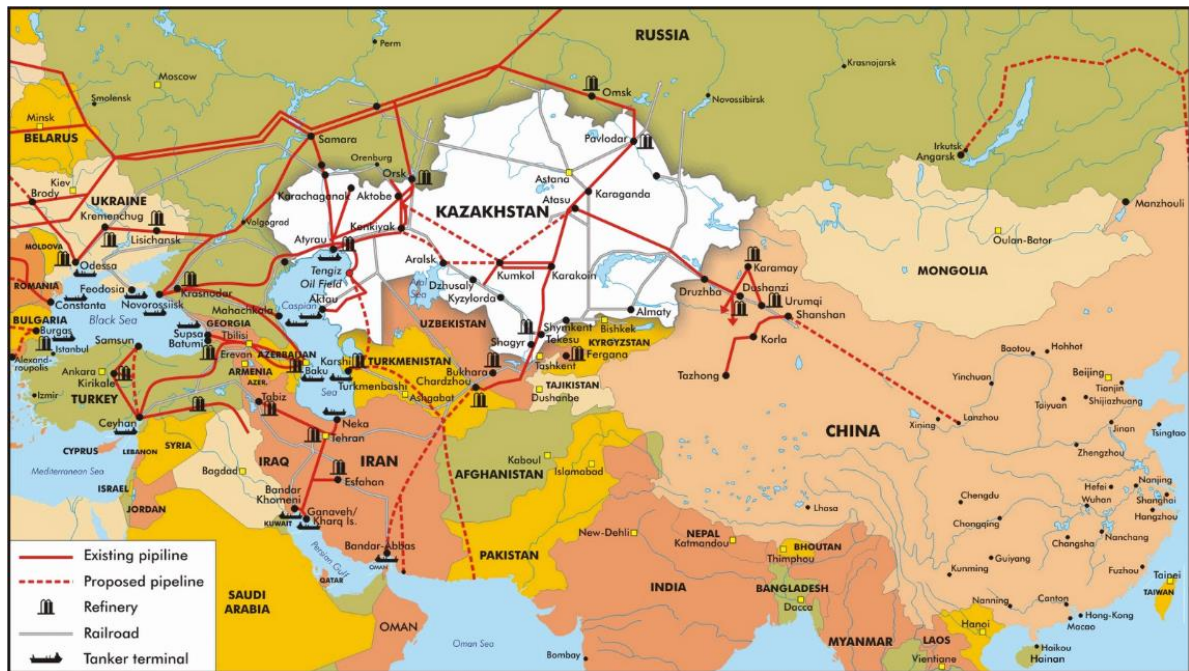 RUSSIA
Perm
Krasnojarsk
Moscow
Omsk
Novossibirsk
Smolensk
Minsk
BELARUS
Samara
Pavlodar
Irkutsk
Angarsk
Orenburg
Orsk
Astana
Kiev
Brody
UKRAINE
Karachaganak
Aktobe
Karaganda
Manzhouli
Kremenchug
KAZAKHSTAN
Atasu
Volgograd
Lisichansk
Kenkiyak
Oulan-Bator
MOLDOVA
Atyrau
MONGOLIA
Odessa
Aralsk
Kumkol
Karakoin
Karamay
Tengiz
Oil Field
Druzhba
Dushanzi
ROMANIA
Feodosia
Krasnodar
Aral
Sea
Dzhusaly
Urumqi
Novorossiisk
Aktau
Kyzylorda
Shanshan
Constanta
Caspian
Almaty
Mahachkala
UZBEKISTAN
Black Sea
BULGARIA
GEORGIA
Shymkent
Bishkek
Korla
Burgas
Supsa
Tbilisi
Tekesu
KYRGYZSTAN
Baotou
Hohhot
Istanbul
Samsun
Batumi
Shagyr
Alexand-
roupolis
Erevan
AZERBADAN
Karshi
TURKMENISTAN
Tashkent
Fergana
Beijing
Ankara
ARMENIA
Baku
Bukhara
Tazhong
Yinchuan
Tianjin
Kirikale
AZER.
Turkmenbashi
Chardzhou
TAJIKISTAN
Taiyuan
Shijiazhuang
Izmir
TURKEY
Sea
Ashgabat
Dushanbe
Tabiz
Ceyhan
Neka
Xining
Lanzhou
Jinan
Tsingtao
CHINA
SYRIA
Tehran
Zhengzhou
CYPRUS
LEBANON
IRAQ
IRAN
AFGHANISTAN
Kaboul
Islamabad
Mediterranean Sea
Bagdad
Esfahan
Hefei
Nanjing
ISRAEL
Bandar
Khomeni
Chengdu
Wuhan
Shanghai
JORDAN
Ganaveh/
Kharq Is.
Lhasa
Hangzhou
KUWAIT
Chongqing
New-Dehli
NEPAL
Changsha
Nanchang
Existing pipiline
Persian Gulf
Bandar-Abbas
PAKISTAN
Katmandou
BHOUTAN
OMAN
Thimphou
Guiyang
Proposed pipeline
Kunming
Fuzhou
QATAR
INDIA
BANGLADESH
Taipei
Refinery
SAUDI
ARABIA
Dacca
Nanning
Canton
TAIWAN
Hong-Kong
Macao
Railroad
OMAN
Hanoi
Oman Sea
MYANMAR
LAOS
Haikou
Tanker terminal
Bombay
Vientiane
Hainan